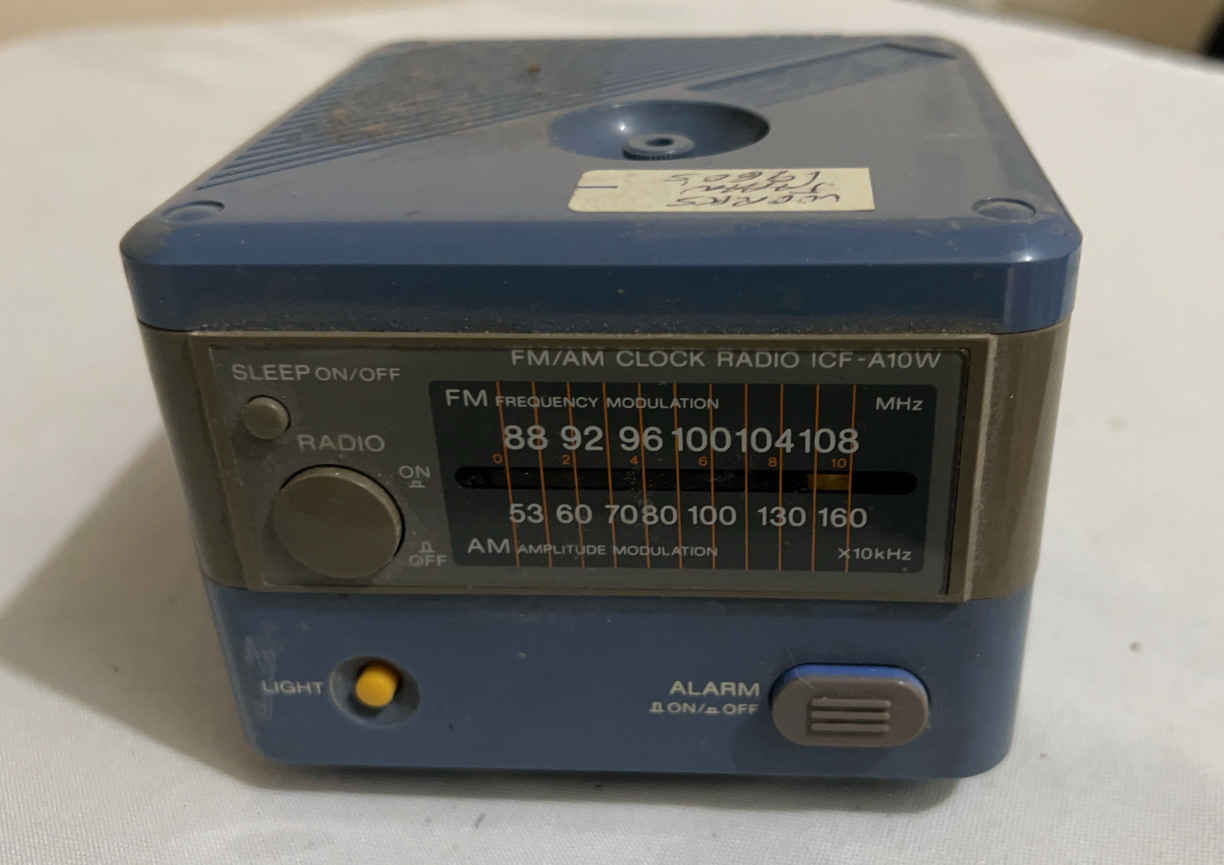 WORKS
JAPAN
1960s
FM/AM CLOCK RADIO ICF-A10W
SLEEP ON/OFF
RADIO
ON
OFF
FM FREQUENCY MODULATION MHz
88 92 96 100 104 108
0 2 4 6 8 10
53 60 70 80 100 130 160
AM AMPLITUDE MODULATION X10kHz
LIGHT
ALARM
ON/OFF